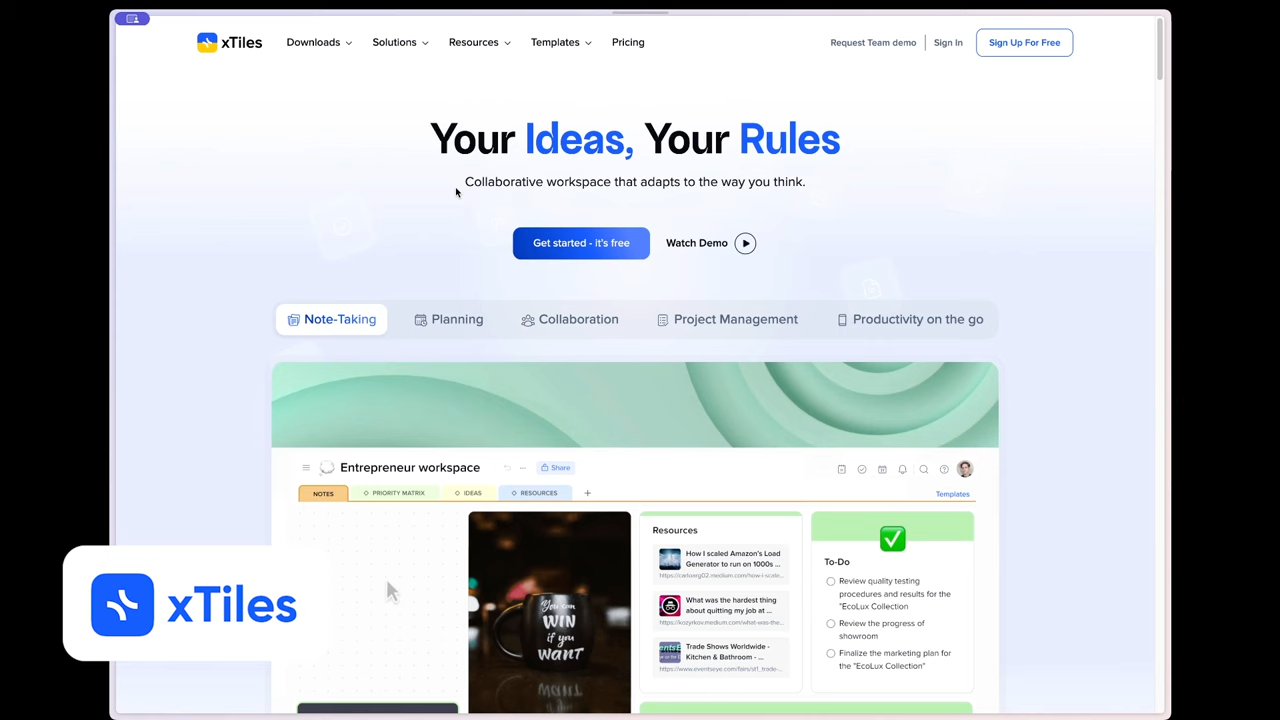 xTiles
Downloads
Solutions
Resources
Templates
Pricing
Request Team demo
Sign In
Sign Up For Free
Your Ideas, Your Rules
Collaborative workspace that adapts to the way you think.
Get started - it's free
Watch Demo
Note-Taking
Planning
Collaboration
Project Management
Productivity on the go
Entrepreneur workspace
Share
NOTES
PRIORITY MATRIX
IDEAS
RESOURCES
Templates
You can
WIN
if you
WANT
Resources
How I scaled Amazon's Load
Generator to run on 1000s ...
What was the hardest thing
about quitting my job at ...
Trade Shows Worldwide -
Kitchen & Bathroom - ...
To-Do
Review quality testing
procedures and results for the
"EcoLux Collection"
Review the progress of
showroom
Finalize the marketing plan for
the "EcoLux Collection"
xTiles